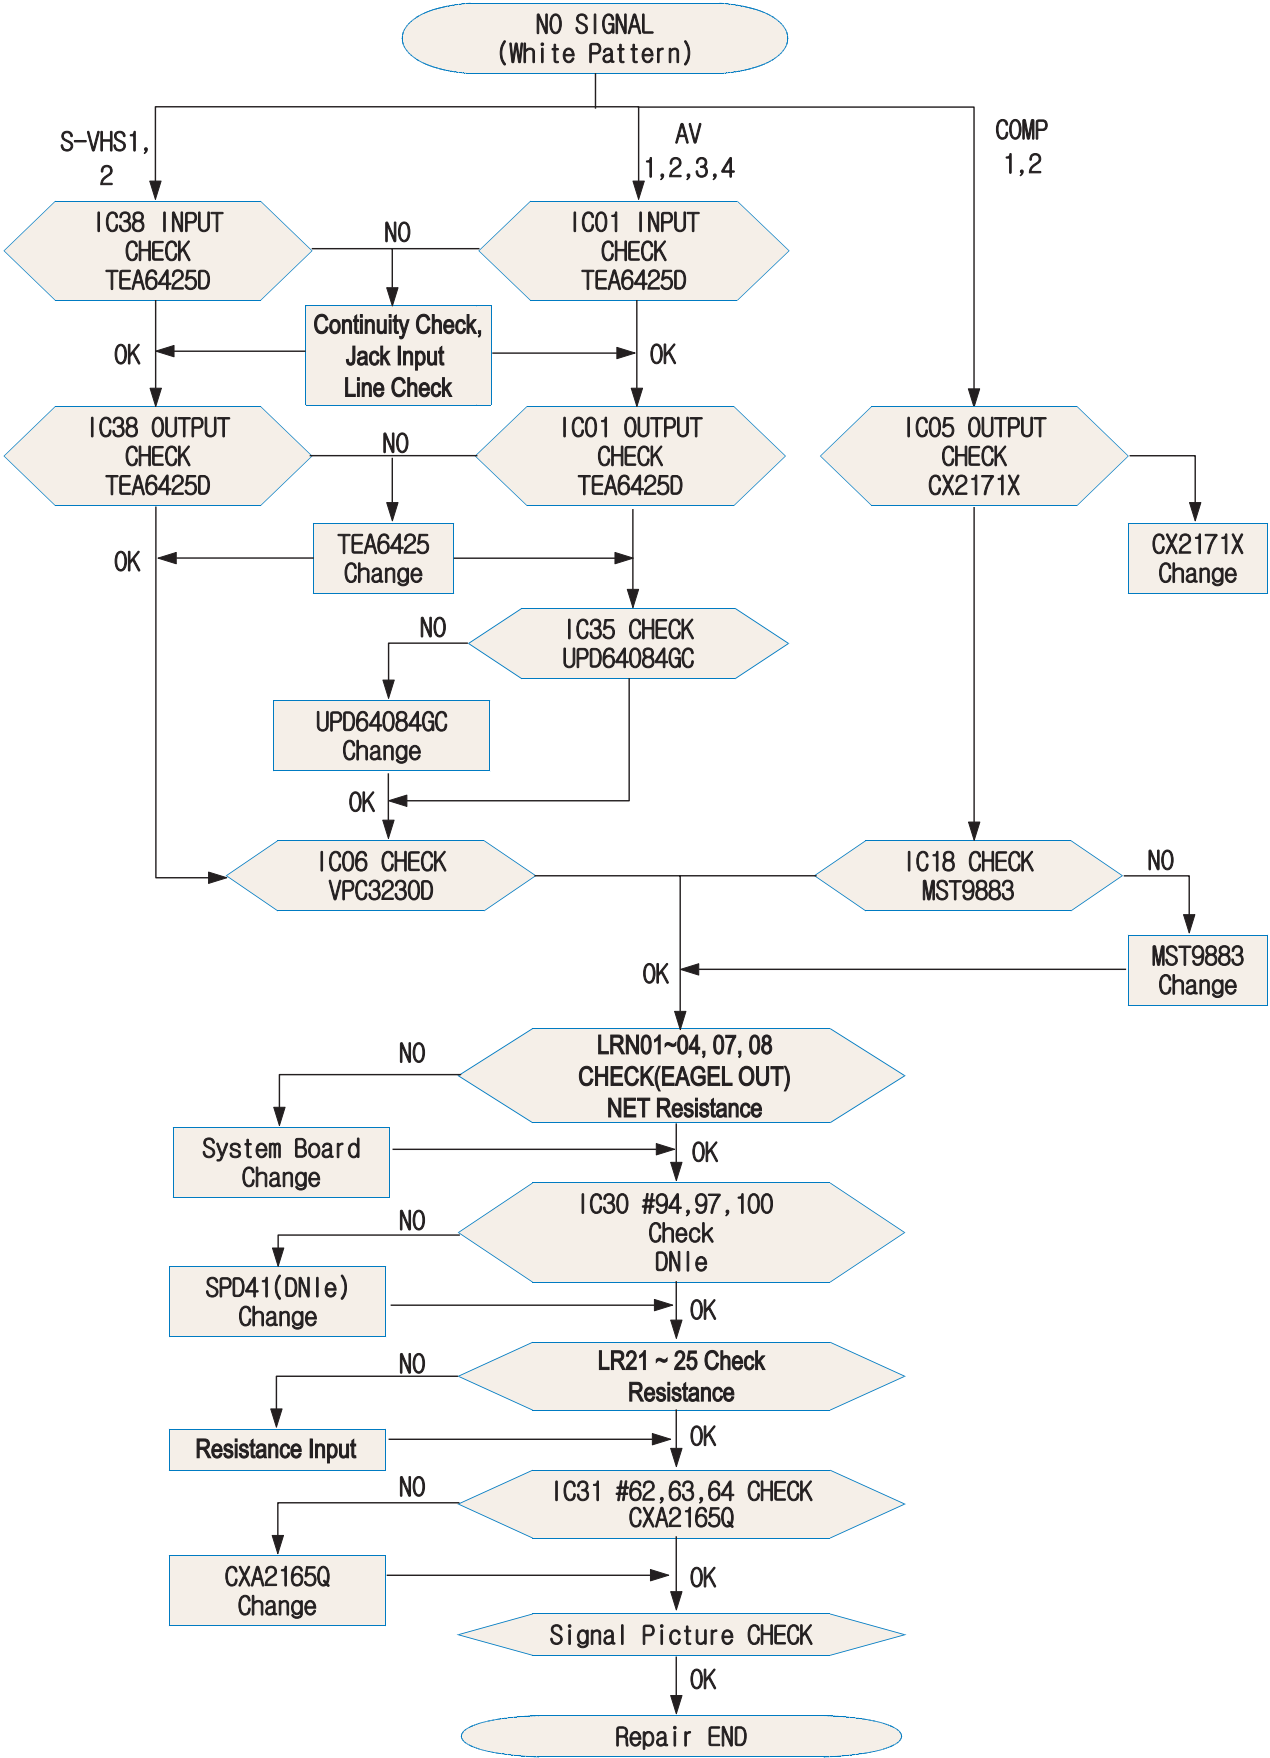 NO SIGNAL
(White Pattern)
S-VHS1,
2
AV
1,2,3,4
COMP
1,2
IC38 INPUT
CHECK
TEA6425D
NO
IC01 INPUT
CHECK
TEA6425D
Continuity Check,
Jack Input
Line Check
OK
OK
IC38 OUTPUT
CHECK
TEA6425D
NO
IC01 OUTPUT
CHECK
TEA6425D
IC05 OUTPUT
CHECK
CX2171X
OK
TEA6425
Change
CX2171X
Change
NO
IC35 CHECK
UPD64084GC
UPD64084GC
Change
OK
IC06 CHECK
VPC3230D
IC18 CHECK
MST9883
NO
OK
MST9883
Change
NO
LRN01~04, 07, 08
CHECK(EAGEL OUT)
NET Resistance
System Board
Change
OK
NO
IC30 #94,97,100
Check
DNIe
SPD41(DNIe)
Change
OK
NO
LR21 ~ 25 Check
Resistance
Resistance Input
OK
NO
IC31 #62,63,64 CHECK
CXA2165Q
CXA2165Q
Change
OK
Signal Picture CHECK
OK
Repair END